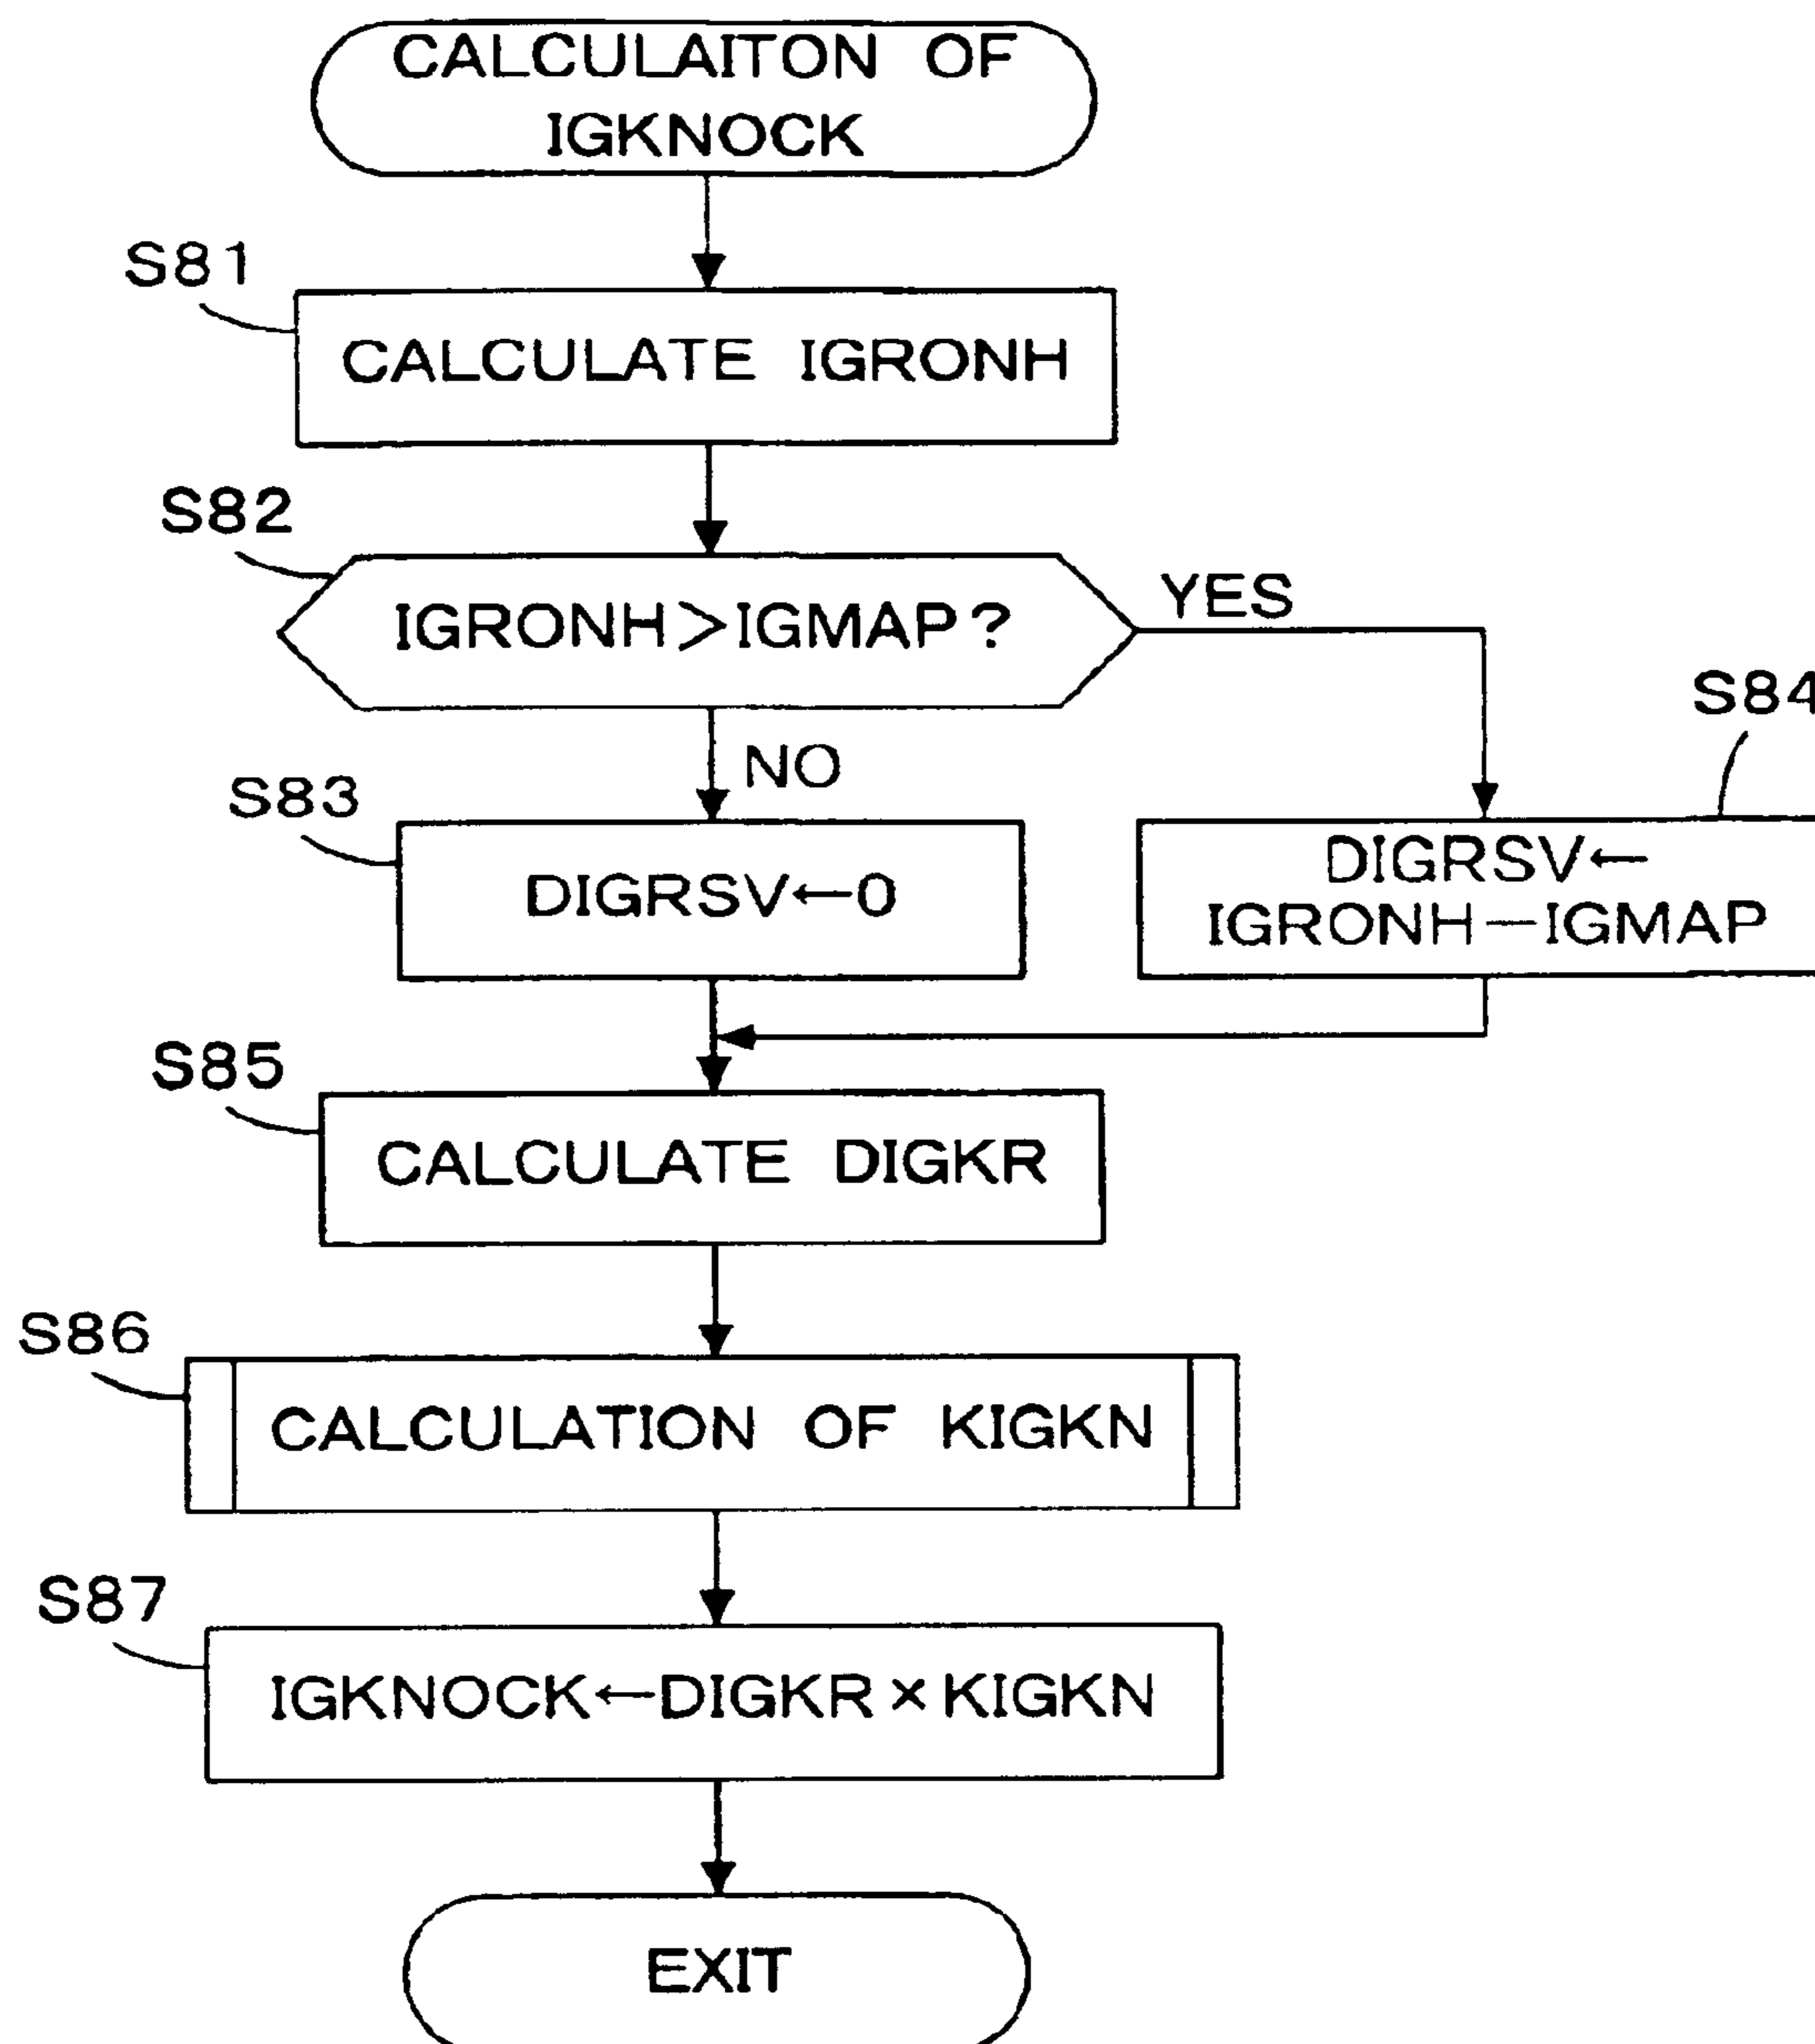 CALCULAITON OF
IGKNOCK
S81
CALCULATE IGRONH
S82
IGRONH>IGMAP?
YES
NO
S83
DIGRSV←0
S84
DIGRSV←
IGRONH−IGMAP
S85
CALCULATE DIGKR
S86
CALCULATION OF KIGKN
S87
IGKNOCK←DIGKR×KIGKN
EXIT